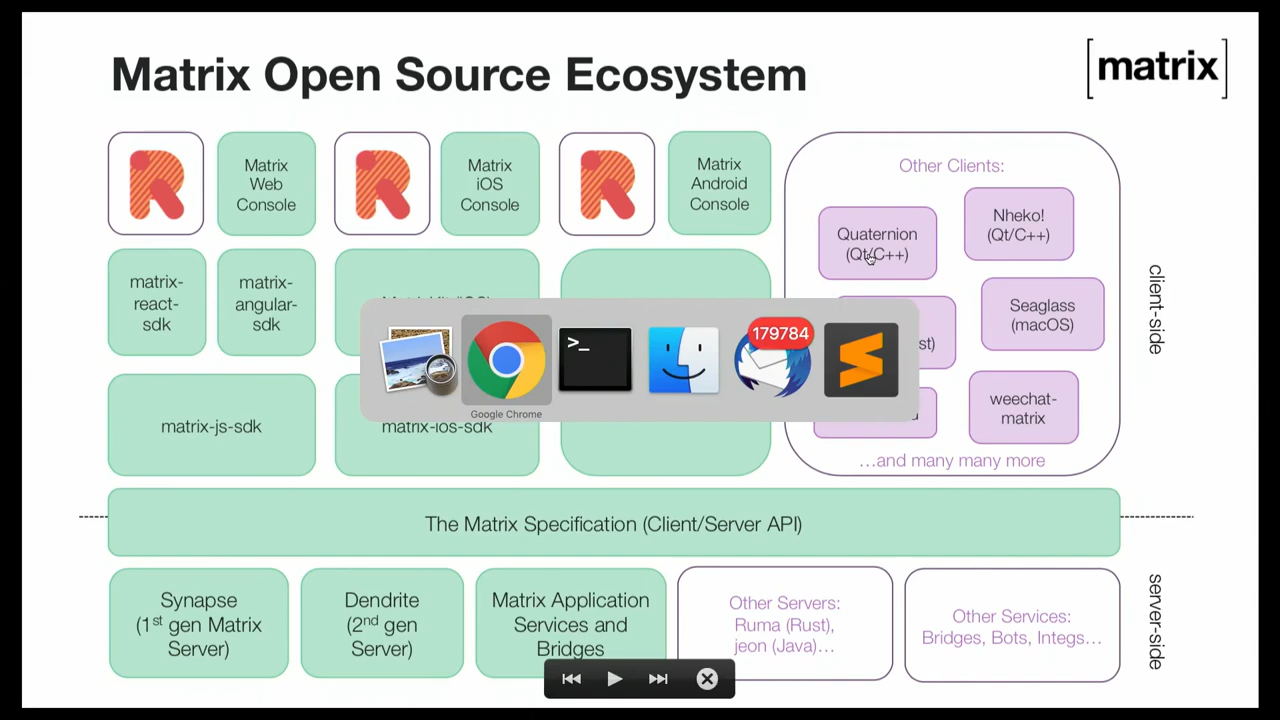 Matrix Open Source Ecosystem
[matrix]
Matrix
Web
Console
Matrix
iOS
Console
Matrix
Android
Console
Other Clients:
Quaternion
(Qt/C++)
Nheko!
(Qt/C++)
matrix-
react-
sdk
matrix-
angular-
sdk
Seaglass
(macOS)
st)
179784
>_
Google Chrome
matrix-js-sdk
matrix-ios-sdk
weechat-
matrix
...and many many more
client-side
The Matrix Specification (Client/Server API)
Synapse
(1st gen Matrix
Server)
Dendrite
(2nd gen
Server)
Matrix Application
Services and
Bridges
Other Servers:
Ruma (Rust),
jeon (Java)...
Other Services:
Bridges, Bots, Integs...
server-side